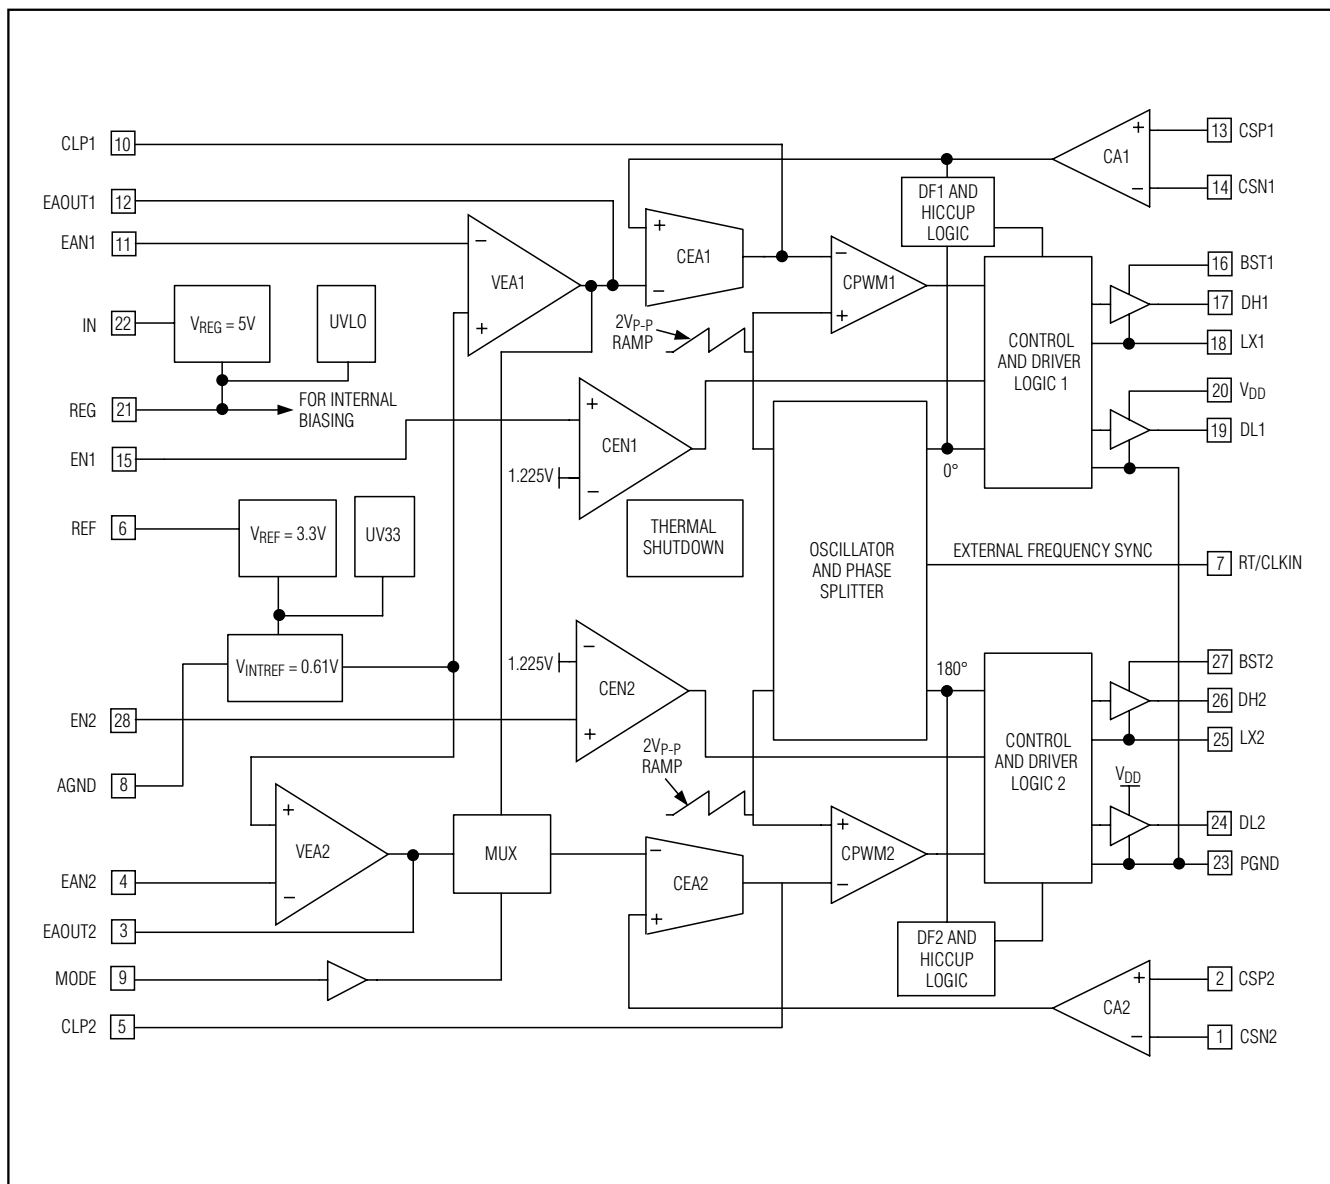 CLP1 10
EAOUT1 12
EAN1 11
IN 22
VREG = 5V
UVLO
REG 21
FOR INTERNAL
BIASING
EN1 15
REF 6
VREF = 3.3V
UV33
VINTREF = 0.61V
EN2 28
AGND 8
EAN2 4
EAOUT2 3
MODE 9
CLP2 5
+
−
VEA2
MUX
−
+
VEA1
+
−
CEA1
2VP-P
RAMP
+
−
CEN1
1.225V
THERMAL
SHUTDOWN
1.225V
−
+
CEN2
2VP-P
RAMP
−
+
CEA2
−
+
CPWM1
OSCILLATOR
AND PHASE
SPLITTER
+
−
CPWM2
DF1 AND
HICCUP
LOGIC
0°
EXTERNAL FREQUENCY SYNC
180°
DF2 AND
HICCUP
LOGIC
+
−
CA1
CONTROL
AND DRIVER
LOGIC 1
CONTROL
AND DRIVER
LOGIC 2
VDD
+
−
CA2
13 CSP1
14 CSN1
16 BST1
17 DH1
18 LX1
20 VDD
19 DL1
7 RT/CLKIN
27 BST2
26 DH2
25 LX2
24 DL2
23 PGND
2 CSP2
1 CSN2